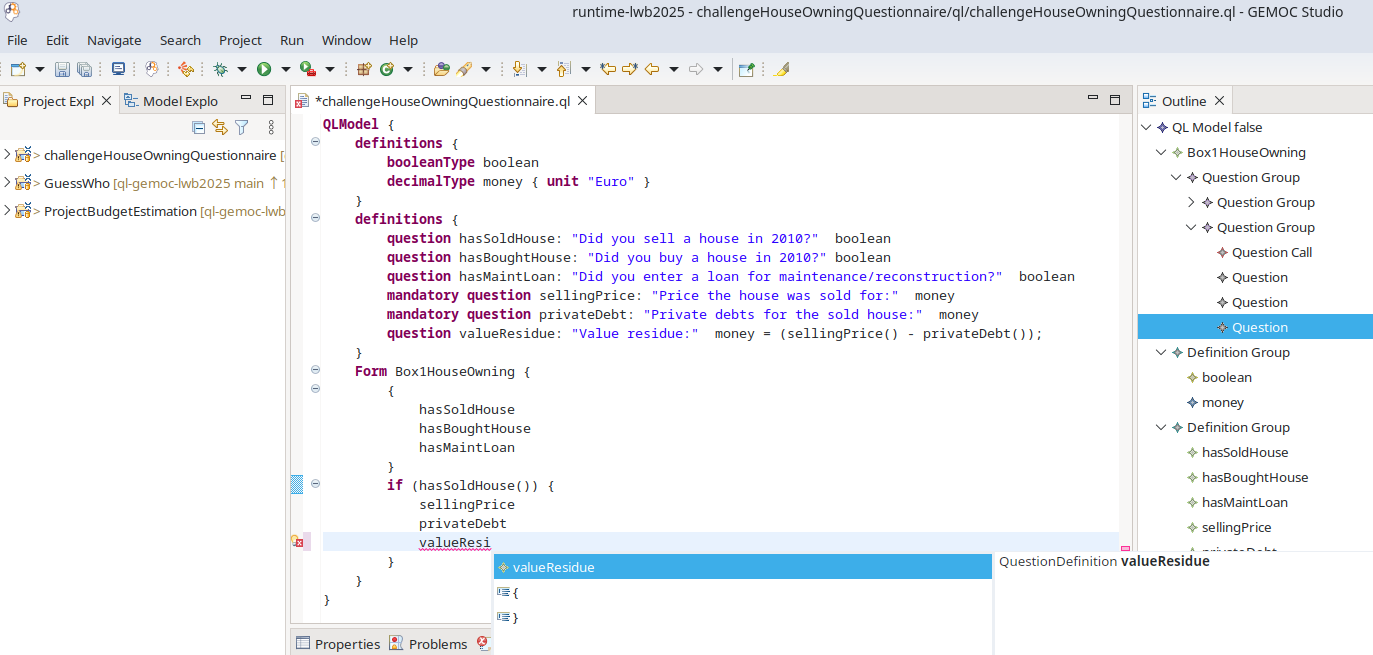 runtime-lwb2025 - challengeHouseOwningQuestionnaire/ql/challengeHouseOwningQuestionnaire.ql - GEMOC Studio
File Edit Navigate Search Project Run Window Help
Project Expl
Model Explo
> challengeHouseOwningQuestionnaire [
> GuessWho [ql-gemoc-lwb2025 main ↑1
> ProjectBudgetEstimation [ql-gemoc-lwb
*challengeHouseOwningQuestionnaire.ql
QLModel {
definitions {
booleanType boolean
decimalType money { unit "Euro" }
}
definitions {
question hasSoldHouse: "Did you sell a house in 2010?"  boolean
question hasBoughtHouse: "Did you buy a house in 2010?" boolean
question hasMaintLoan: "Did you enter a loan for maintenance/reconstruction?"  boolean
mandatory question sellingPrice: "Price the house was sold for:"  money
mandatory question privateDebt: "Private debts for the sold house:"  money
question valueResidue: "Value residue:"  money = (sellingPrice() - privateDebt());
}
Form Box1HouseOwning {
{
hasSoldHouse
hasBoughtHouse
hasMaintLoan
}
if (hasSoldHouse()) {
sellingPrice
privateDebt
valueResi
}
}
}
valueResidue
{
}
QuestionDefinition valueResidue
Properties
Problems
Outline
QL Model false
Box1HouseOwning
Question Group
Question Group
Question Group
Question Call
Question
Question
Question
Definition Group
boolean
money
Definition Group
hasSoldHouse
hasBoughtHouse
hasMaintLoan
sellingPrice
privateDebt